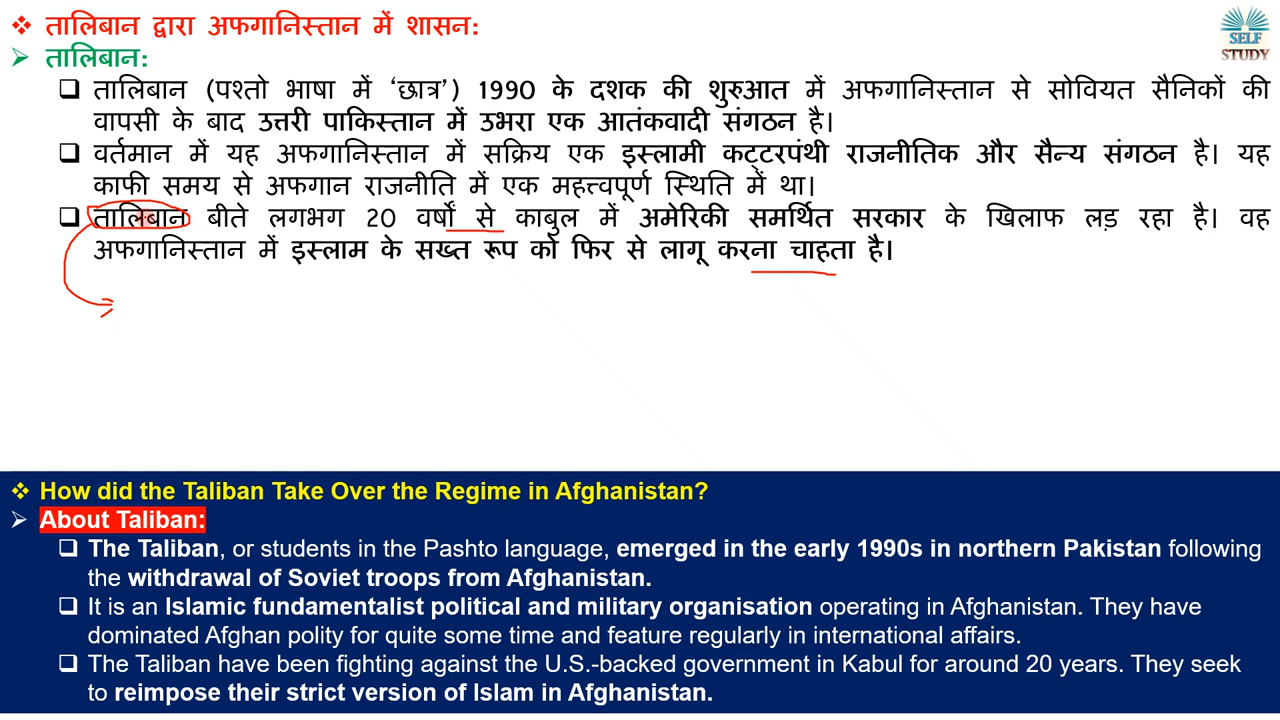 ❖ तालिबान द्वारा अफगानिस्तान में शासन:
SELF
STUDY
➢ तालिबान:
❑ तालिबान (पश्तो भाषा में ‘छात्र’) 1990 के दशक की शुरुआत में अफगानिस्तान से सोवियत सैनिकों की
वापसी के बाद उत्तरी पाकिस्तान में उभरा एक आतंकवादी संगठन है।
❑ वर्तमान में यह अफगानिस्तान में सक्रिय एक इस्लामी कट्टरपंथी राजनीतिक और सैन्य संगठन है। यह
काफी समय से अफगान राजनीति में एक महत्त्वपूर्ण स्थिति में था।
❑ तालिबान बीते लगभग 20 वर्षों से काबुल में अमेरिकी समर्थित सरकार के खिलाफ लड़ रहा है। वह
अफगानिस्तान में इस्लाम के सख्त रूप को फिर से लागू करना चाहता है।
❖ How did the Taliban Take Over the Regime in Afghanistan?
➢ About Taliban:
❑ The Taliban, or students in the Pashto language, emerged in the early 1990s in northern Pakistan following
the withdrawal of Soviet troops from Afghanistan.
❑ It is an Islamic fundamentalist political and military organisation operating in Afghanistan. They have
dominated Afghan polity for quite some time and feature regularly in international affairs.
❑ The Taliban have been fighting against the U.S.-backed government in Kabul for around 20 years. They seek
to reimpose their strict version of Islam in Afghanistan.